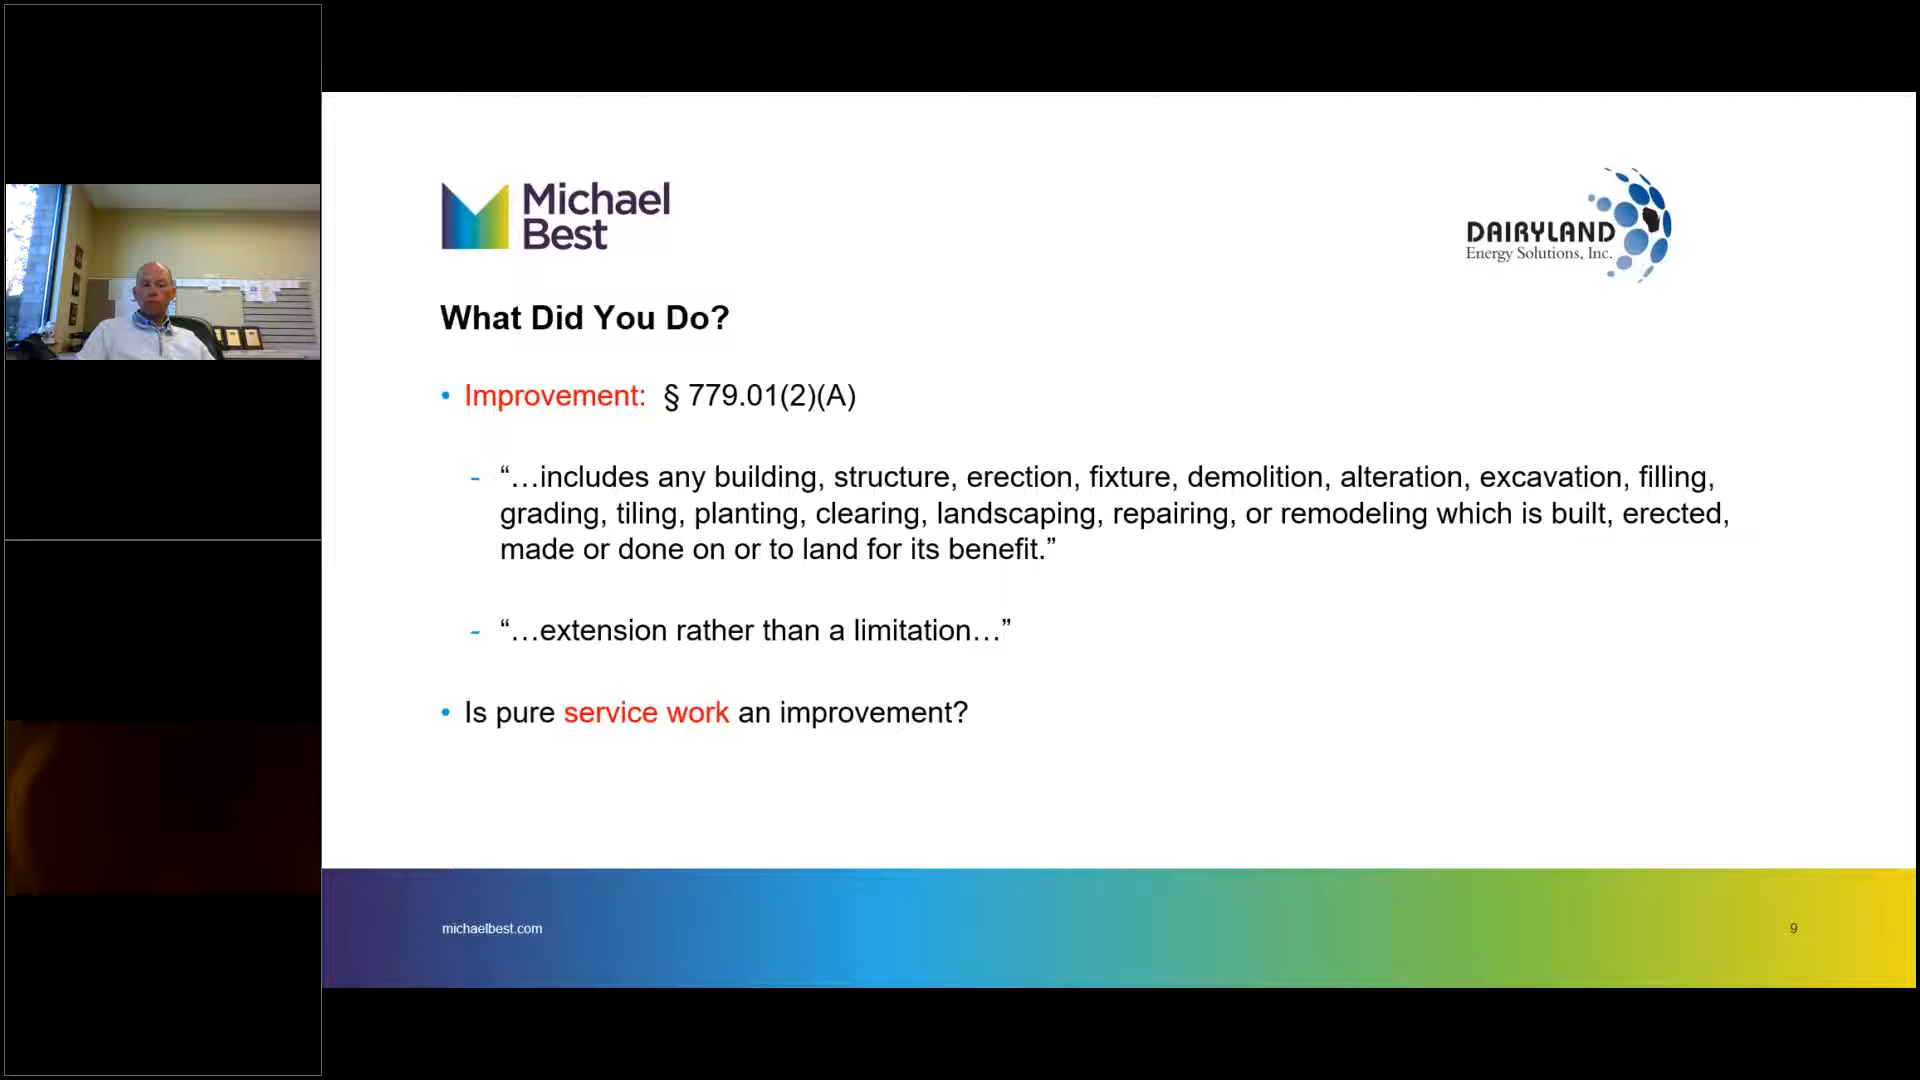 Michael
Best
DAIRYLAND
Energy Solutions, Inc.
What Did You Do?
• Improvement: § 779.01(2)(A)
- “…includes any building, structure, erection, fixture, demolition, alteration, excavation, filling,
grading, tiling, planting, clearing, landscaping, repairing, or remodeling which is built, erected,
made or done on or to land for its benefit.”
- “…extension rather than a limitation…”
• Is pure service work an improvement?
michaelbest.com
9